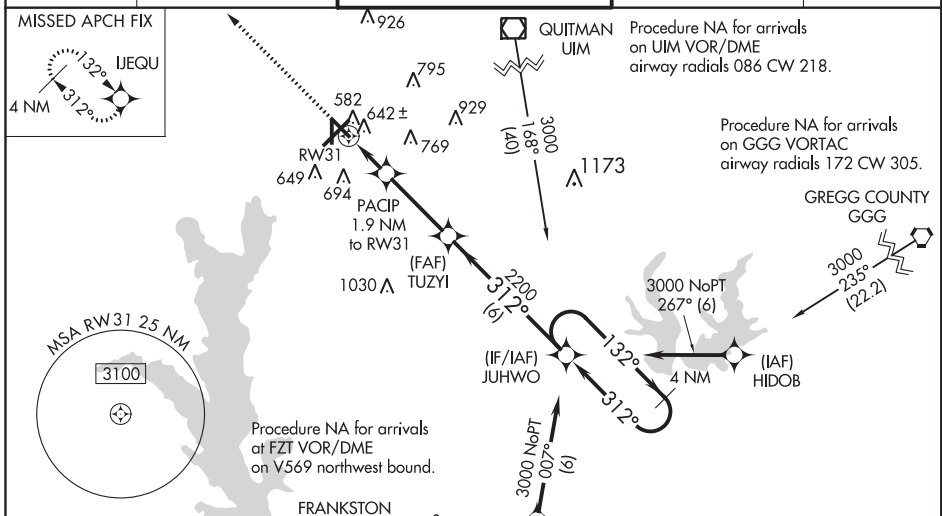 MISSED APCH FIX
132°
IJEQU
4 NM
312°
926
795
582
642 ±
929
769
RW31
649
694
PACIP
1.9 NM
to RW31
(FAF)
TUZYI
1030
1173
QUITMAN
UIM
3000
168°
(40)
Procedure NA for arrivals
on UIM VOR/DME
airway radials 086 CW 218.
Procedure NA for arrivals
on GGG VORTAC
airway radials 172 CW 305.
GREGG COUNTY
GGG
3000
235°
(22.2)
2200
312°
(6)
3000 NoPT
267° (6)
(IF/IAF)
JUHWO
132°
4 NM
312°
(IAF)
HIDOB
MSA RW31 25 NM
3100
Procedure NA for arrivals
at FZT VOR/DME
on V569 northwest bound.
3000 NoPT
007°
(6)
FRANKSTON